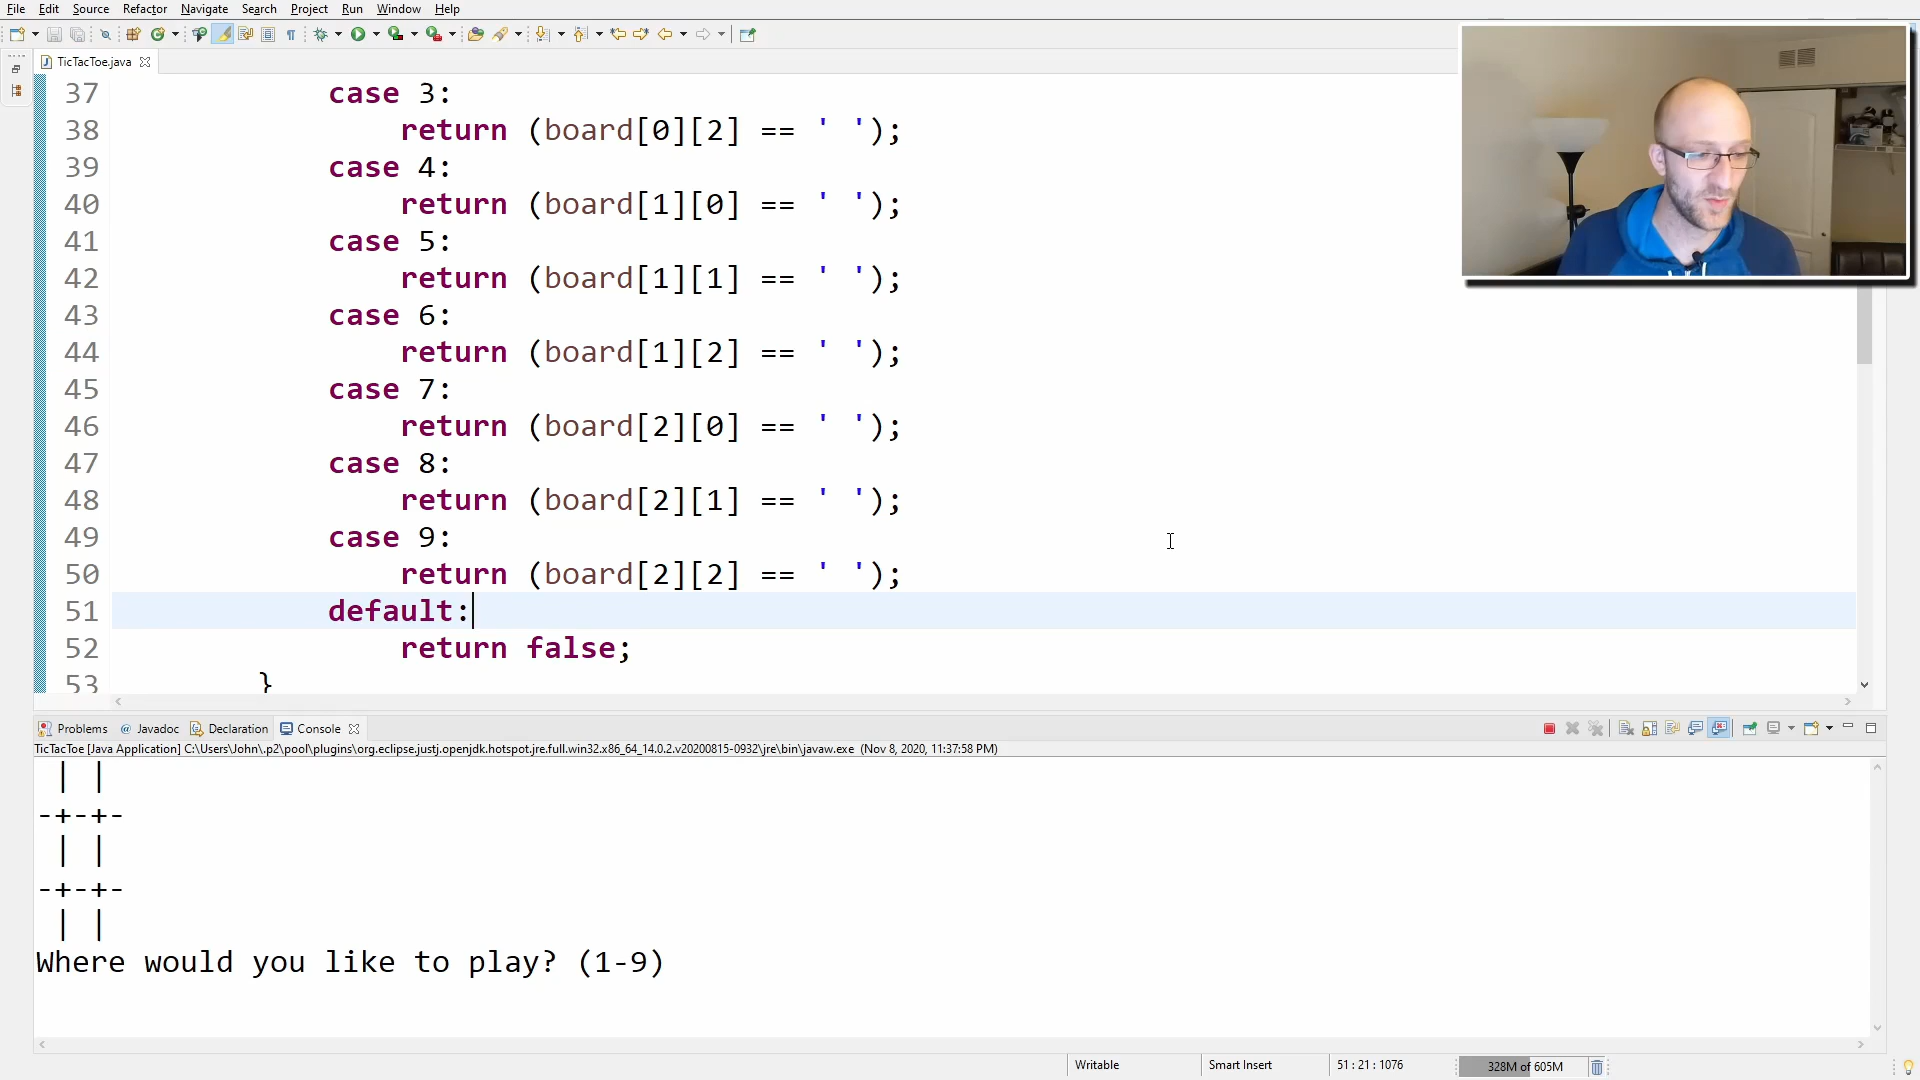 File Edit Source Refactor Navigate Search Project Run Window Help
TicTacToe.java
37 case 3:
38 return (board[0][2] == ' ');
39 case 4:
40 return (board[1][0] == ' ');
41 case 5:
42 return (board[1][1] == ' ');
43 case 6:
44 return (board[1][2] == ' ');
45 case 7:
46 return (board[2][0] == ' ');
47 case 8:
48 return (board[2][1] == ' ');
49 case 9:
50 return (board[2][2] == ' ');
51 default:
52 return false;
53 }
Problems @ Javadoc Declaration Console
TicTacToe [Java Application] C:\Users\John\.p2\pool\plugins\org.eclipse.justj.openjdk.hotspot.jre.full.win32.x86_64_14.0.2.v20200815-0932\jre\bin\javaw.exe (Nov 8, 2020, 11:37:58 PM)
| |
-+-+-
| |
-+-+-
| |
Where would you like to play? (1-9)
Writable Smart Insert 51 : 21 : 1076 328M of 605M